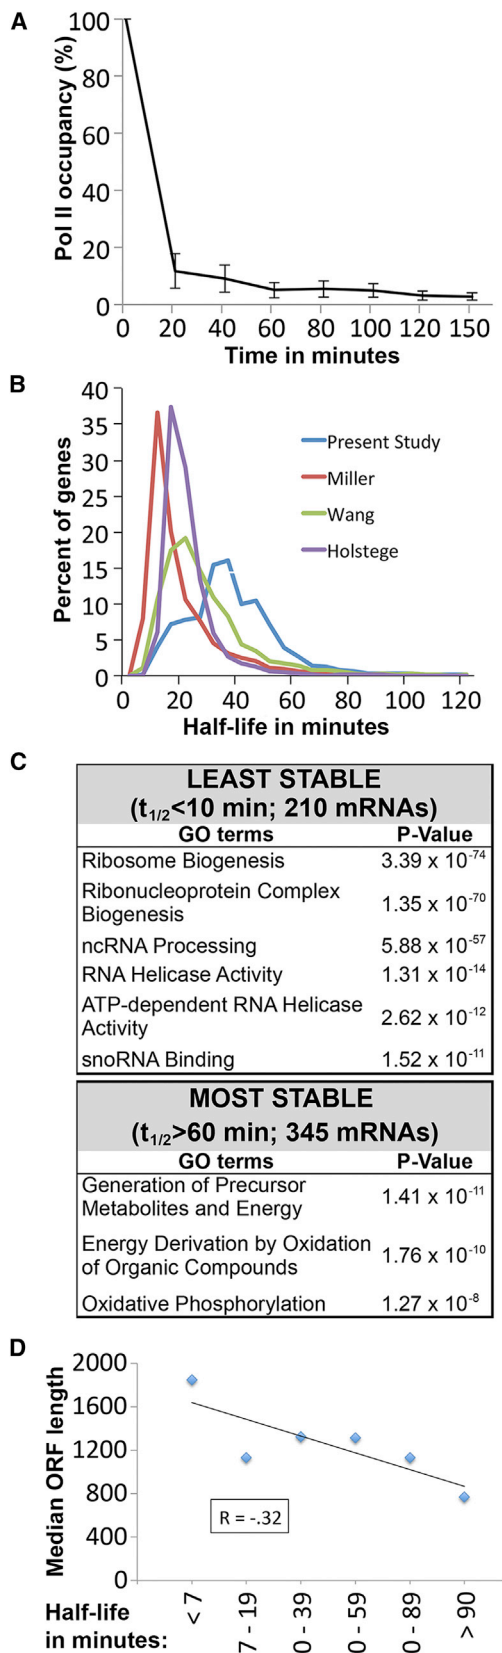 A
Pol II occupancy (%)
100
80
60
40
20
0
0 20 40 60 80 100 120 150
Time in minutes
B
Percent of genes
40
35
30
25
20
15
10
5
0
Present Study
Miller
Wang
Holstege
0 20 40 60 80 100 120
Half-life in minutes
C
LEAST STABLE
(t1/2<10 min; 210 mRNAs)
GO terms P-Value
Ribosome Biogenesis 3.39 x 10-74
Ribonucleoprotein Complex
Biogenesis 1.35 x 10-70
ncRNA Processing 5.88 x 10-57
RNA Helicase Activity 1.31 x 10-14
ATP-dependent RNA Helicase
Activity 2.62 x 10-12
snoRNA Binding 1.52 x 10-11
MOST STABLE
(t1/2>60 min; 345 mRNAs)
GO terms P-Value
Generation of Precursor
Metabolites and Energy 1.41 x 10-11
Energy Derivation by Oxidation
of Organic Compounds 1.76 x 10-10
Oxidative Phosphorylation 1.27 x 10-8
D
Median ORF length
2000
1600
1200
800
400
0
R = -.32
Half-life
in minutes:
< 7
7 - 19
0 - 39
0 - 59
0 - 89
> 90